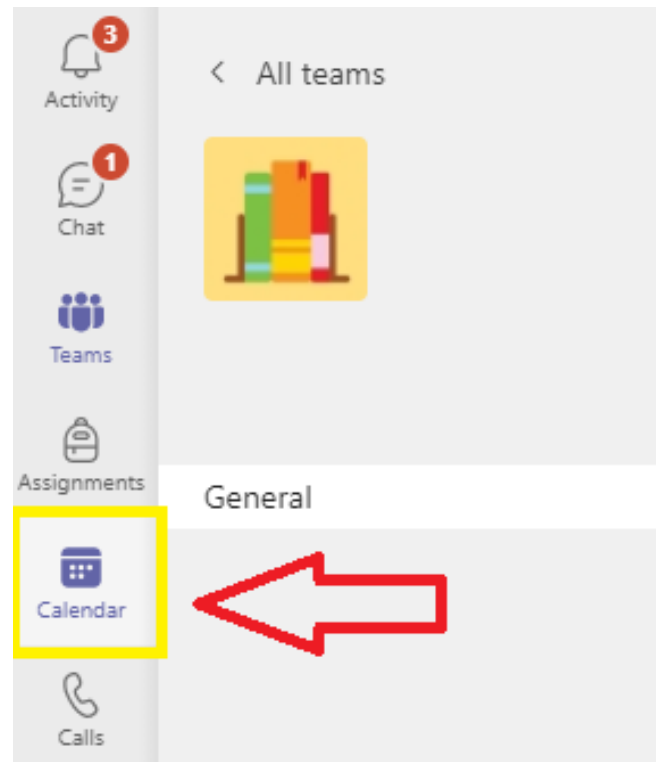 3
Activity
1
Chat
Teams
Assignments
Calendar
Calls
< All teams
General